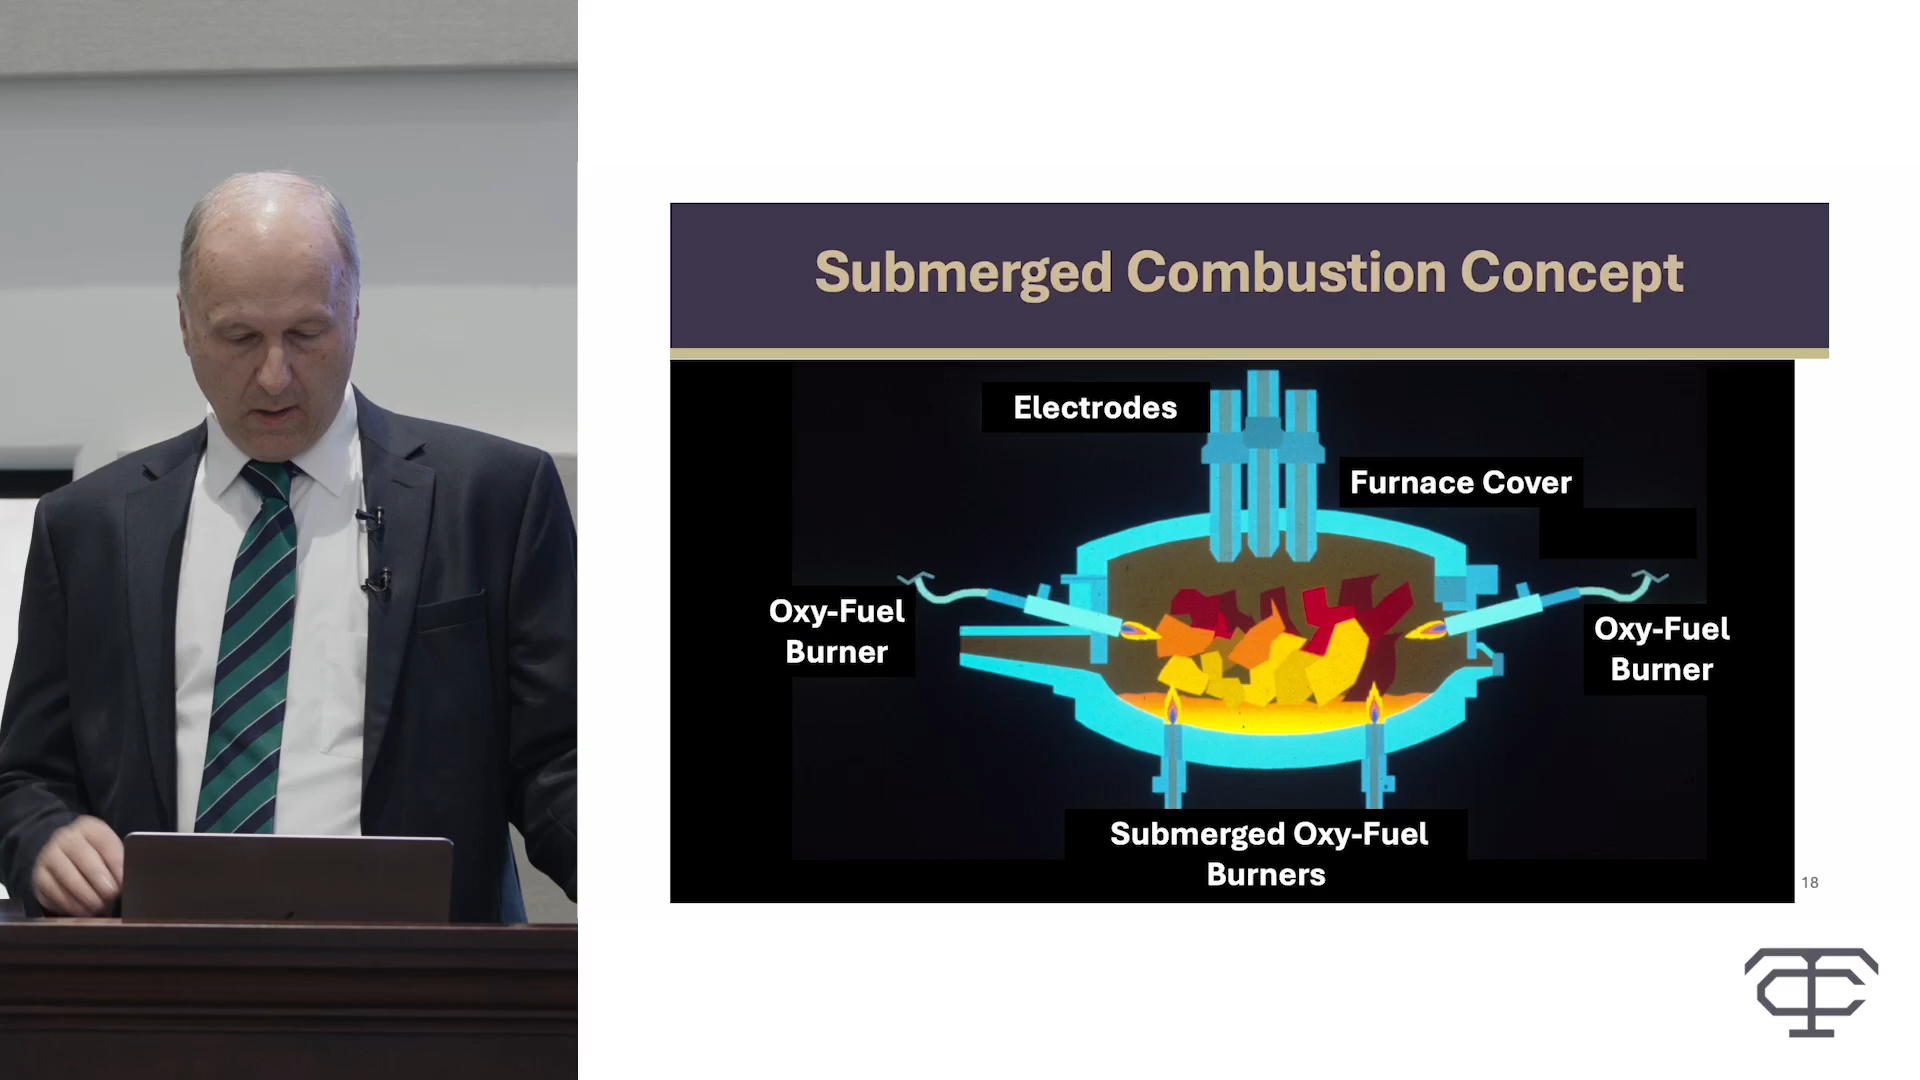 Submerged Combustion Concept
Electrodes
Furnace Cover
Oxy-Fuel
Burner
Oxy-Fuel
Burner
Submerged Oxy-Fuel
Burners
18